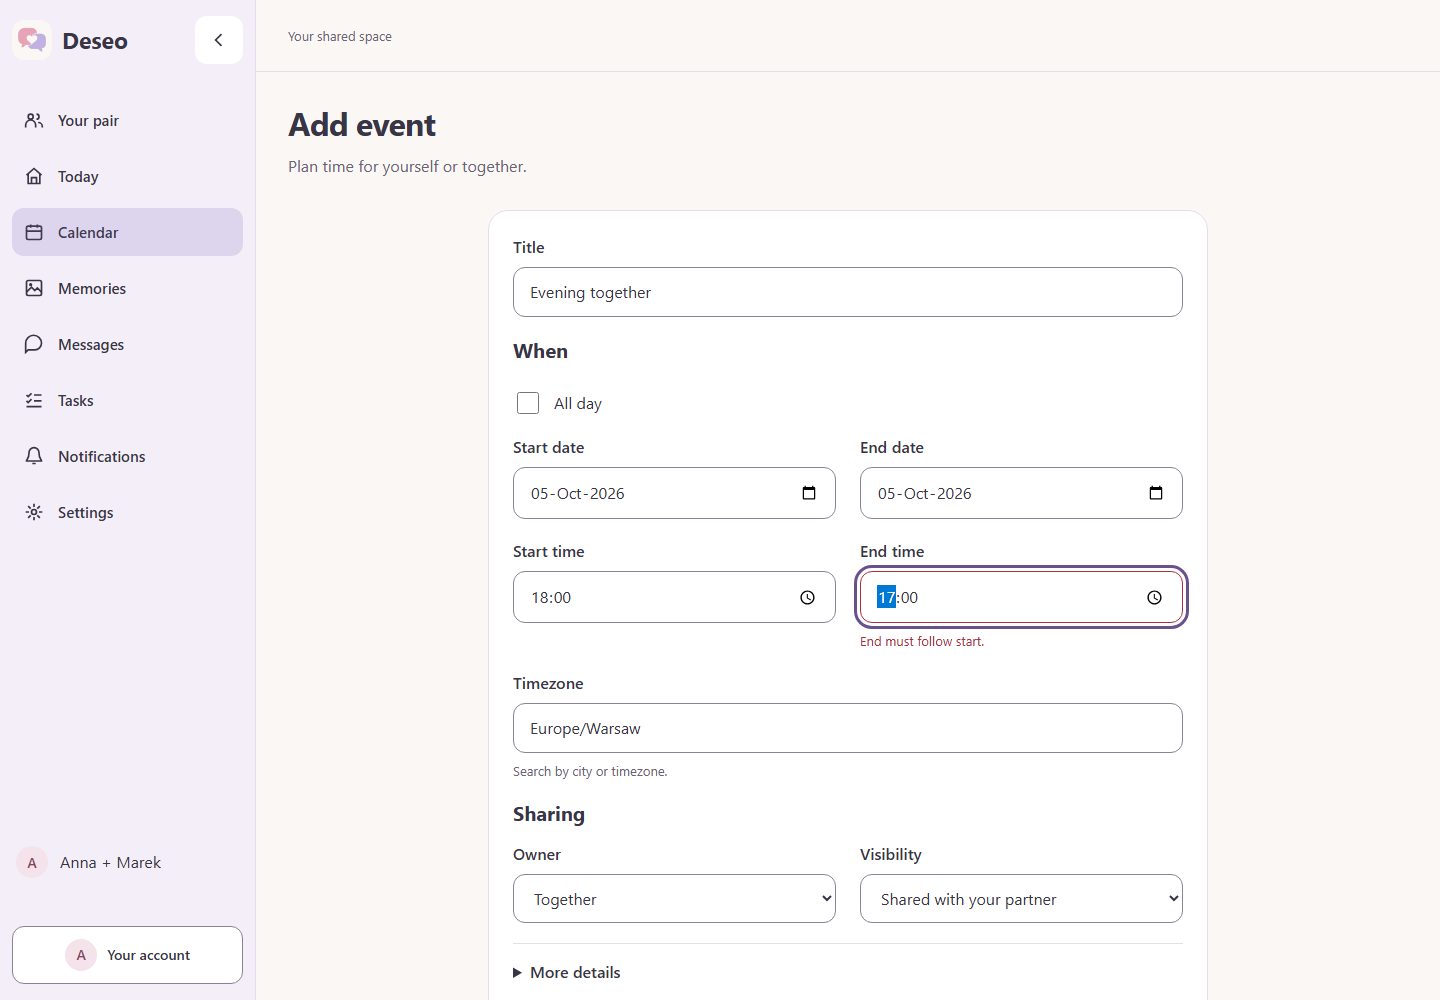 Deseo
Your pair
Today
Calendar
Memories
Messages
Tasks
Notifications
Settings
A
Anna + Marek
A
Your account
Your shared space
Add event
Plan time for yourself or together.
Title
Evening together
When
All day
Start date
End date
05-Oct-2026
05-Oct-2026
Start time
End time
18:00
17:00
End must follow start.
Timezone
Europe/Warsaw
Search by city or timezone.
Sharing
Owner
Visibility
Together
Shared with your partner
More details